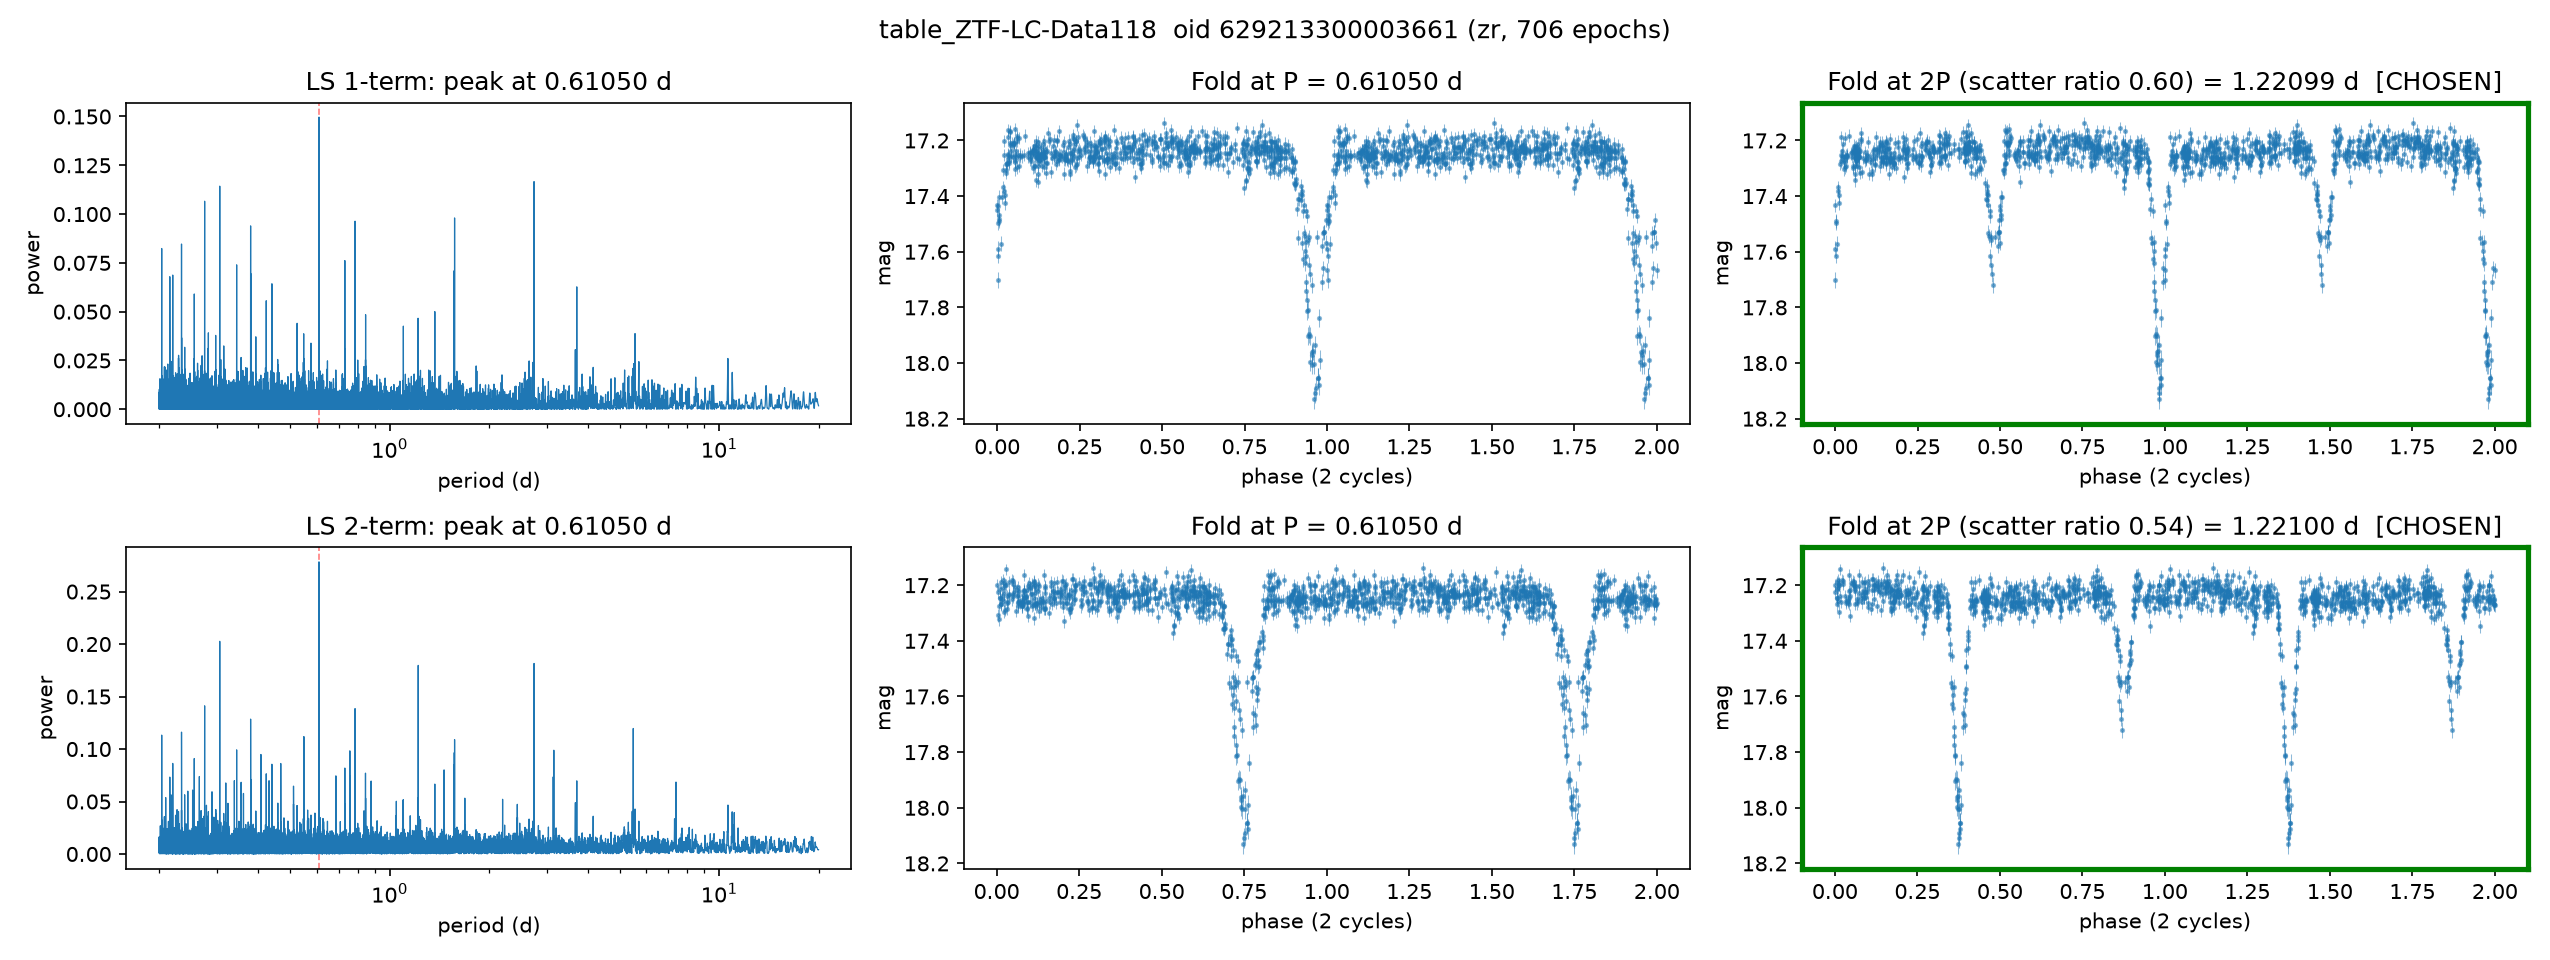 table_ZTF-LC-Data118  oid 629213300003661 (zr, 706 epochs)
LS 1-term: peak at 0.61050 d
0.150
0.125
0.100
0.075
0.050
0.025
0.000
power
10^0
10^1
period (d)
Fold at P = 0.61050 d
17.2
17.4
17.6
17.8
18.0
18.2
mag
0.00 0.25 0.50 0.75 1.00 1.25 1.50 1.75 2.00
phase (2 cycles)
Fold at 2P (scatter ratio 0.60) = 1.22099 d  [CHOSEN]
17.2
17.4
17.6
17.8
18.0
18.2
mag
0.00 0.25 0.50 0.75 1.00 1.25 1.50 1.75 2.00
phase (2 cycles)
LS 2-term: peak at 0.61050 d
0.25
0.20
0.15
0.10
0.05
0.00
power
10^0
10^1
period (d)
Fold at P = 0.61050 d
17.2
17.4
17.6
17.8
18.0
18.2
mag
0.00 0.25 0.50 0.75 1.00 1.25 1.50 1.75 2.00
phase (2 cycles)
Fold at 2P (scatter ratio 0.54) = 1.22100 d  [CHOSEN]
17.2
17.4
17.6
17.8
18.0
18.2
mag
0.00 0.25 0.50 0.75 1.00 1.25 1.50 1.75 2.00
phase (2 cycles)